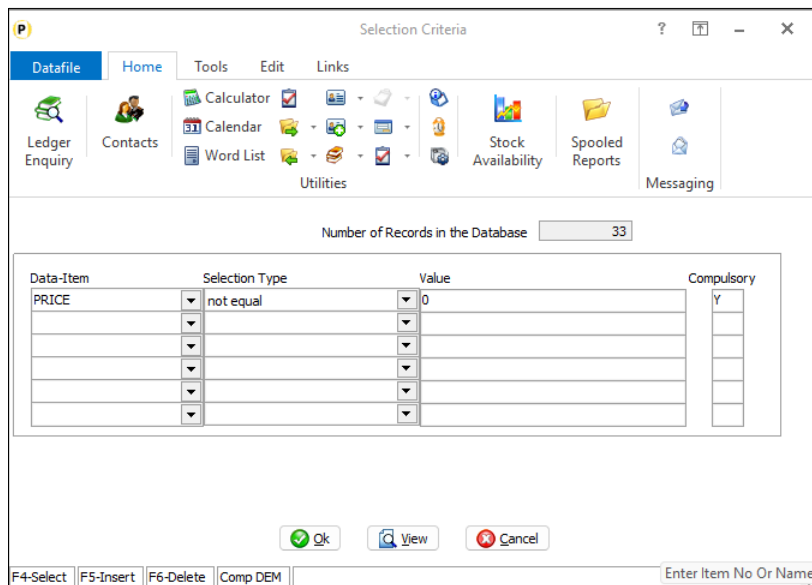 P
Selection Criteria
?
Datafile Home Tools Edit Links
Ledger Enquiry
Contacts
Calculator
31 Calendar
Word List
Utilities
Stock Availability
Spooled Reports
Messaging
Number of Records in the Database 33
Data-Item Selection Type Value Compulsory
PRICE not equal 0 Y
Ok View Cancel
F4-Select F5-Insert F6-Delete Comp DEM Enter Item No Or Name